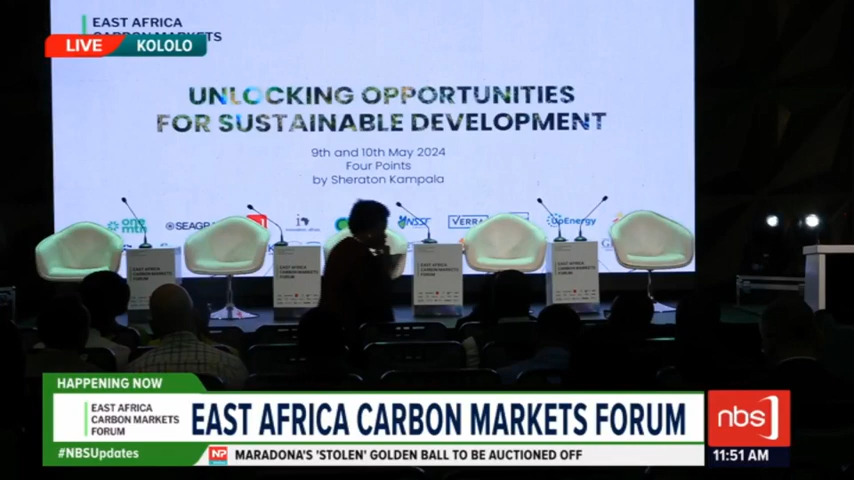 EAST AFRICA
CARBON MARKETS
LIVE
KOLOLO
UNLOCKING OPPORTUNITIES
FOR SUSTAINABLE DEVELOPMENT
9th and 10th May 2024
Four Points
by Sheraton Kampala
one
mtn
NSSF
VERRA
UpEnergy
EAST AFRICA
CARBON MARKETS
FORUM
EAST AFRICA
CARBON MARKETS
FORUM
EAST AFRICA
CARBON MARKETS
FORUM
EAST AFRICA
CARBON MARKETS
FORUM
HAPPENING NOW
EAST AFRICA
CARBON MARKETS
FORUM
EAST AFRICA CARBON MARKETS FORUM
nbs
#NBSUpdates
NP
MARADONA'S 'STOLEN' GOLDEN BALL TO BE AUCTIONED OFF
11:51 AM